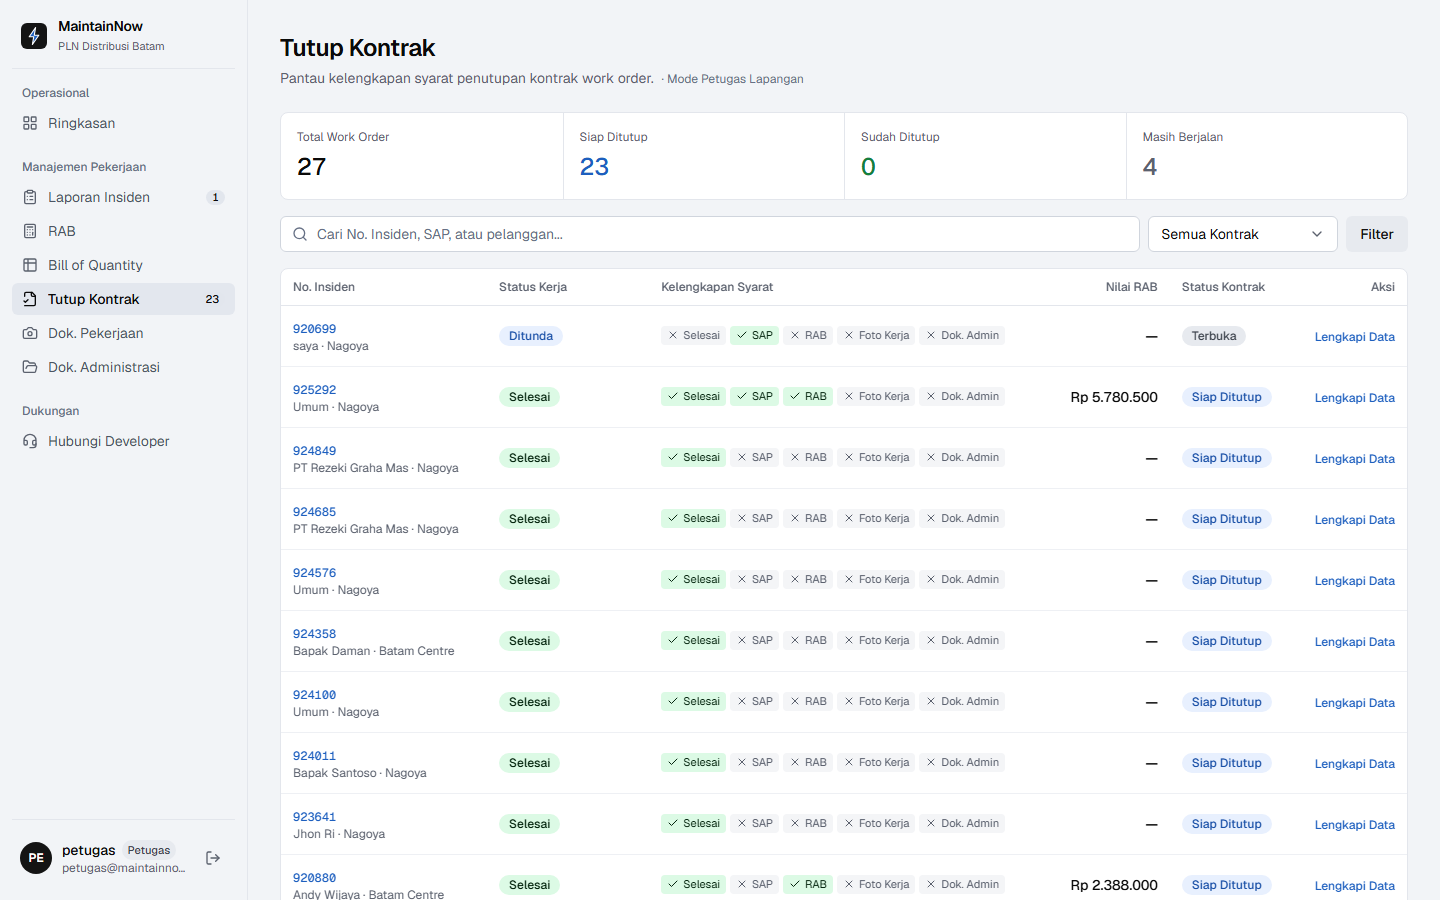 MaintainNow
PLN Distribusi Batam
Operasional
Ringkasan
Manajemen Pekerjaan
Laporan Insiden 1
RAB
Bill of Quantity
Tutup Kontrak 23
Dok. Pekerjaan
Dok. Administrasi
Dukungan
Hubungi Developer
PE petugas Petugas
petugas@maintainno...
Tutup Kontrak
Pantau kelengkapan syarat penutupan kontrak work order. · Mode Petugas Lapangan
Total Work Order Siap Ditutup Sudah Ditutup Masih Berjalan
27 23 0 4
Cari No. Insiden, SAP, atau pelanggan... Semua Kontrak Filter
No. Insiden Status Kerja Kelengkapan Syarat Nilai RAB Status Kontrak Aksi
920699 Ditunda Selesai SAP RAB Foto Kerja Dok. Admin — Terbuka Lengkapi Data
saya · Nagoya
925292 Selesai Selesai SAP RAB Foto Kerja Dok. Admin Rp 5.780.500 Siap Ditutup Lengkapi Data
Umum · Nagoya
924849 Selesai Selesai SAP RAB Foto Kerja Dok. Admin — Siap Ditutup Lengkapi Data
PT Rezeki Graha Mas · Nagoya
924685 Selesai Selesai SAP RAB Foto Kerja Dok. Admin — Siap Ditutup Lengkapi Data
PT Rezeki Graha Mas · Nagoya
924576 Selesai Selesai SAP RAB Foto Kerja Dok. Admin — Siap Ditutup Lengkapi Data
Umum · Nagoya
924358 Selesai Selesai SAP RAB Foto Kerja Dok. Admin — Siap Ditutup Lengkapi Data
Bapak Daman · Batam Centre
924100 Selesai Selesai SAP RAB Foto Kerja Dok. Admin — Siap Ditutup Lengkapi Data
Umum · Nagoya
924011 Selesai Selesai SAP RAB Foto Kerja Dok. Admin — Siap Ditutup Lengkapi Data
Bapak Santoso · Nagoya
923641 Selesai Selesai SAP RAB Foto Kerja Dok. Admin — Siap Ditutup Lengkapi Data
Jhon Ri · Nagoya
920880 Selesai Selesai SAP RAB Foto Kerja Dok. Admin Rp 2.388.000 Siap Ditutup Lengkapi Data
Andy Wijaya · Batam Centre